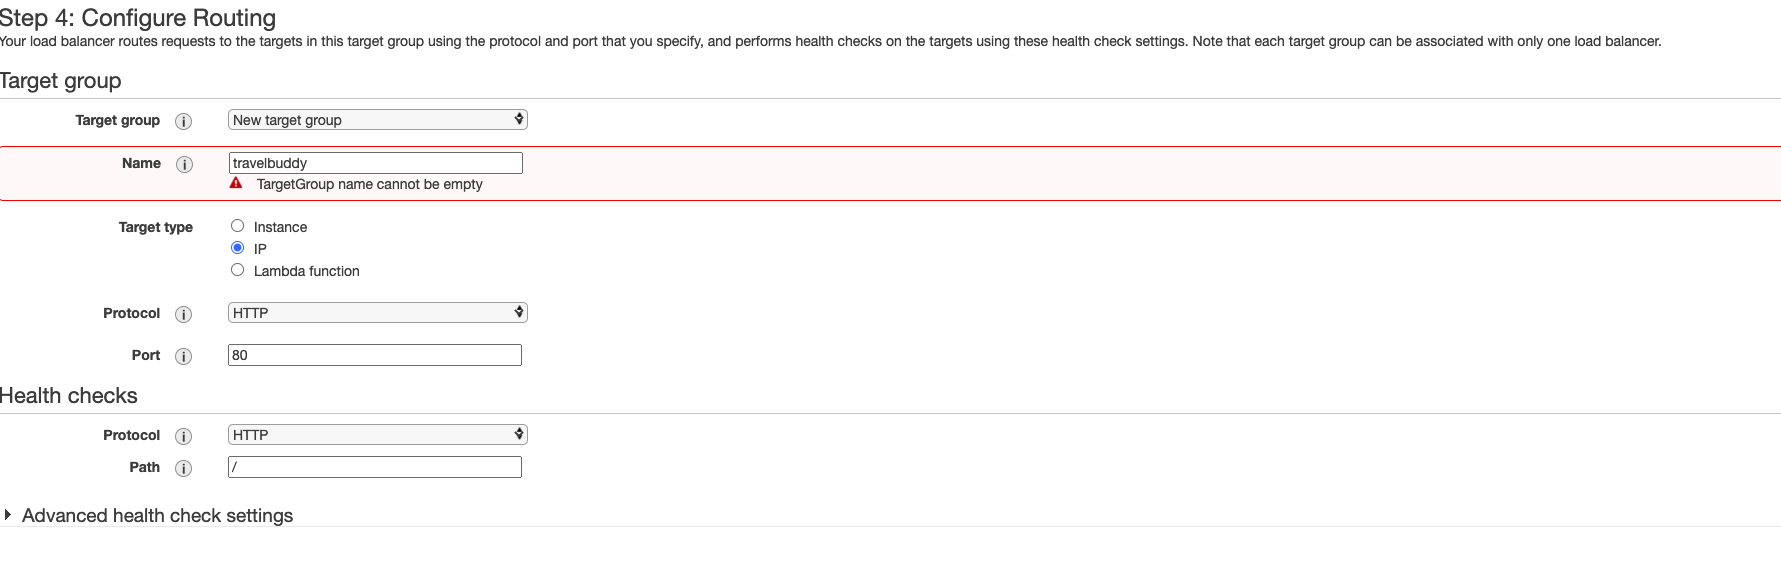 Step 4: Configure Routing
Your load balancer routes requests to the targets in this target group using the protocol and port that you specify, and performs health checks on the targets using these health check settings. Note that each target group can be associated with only one load balancer.
Target group
Target group i New target group
Name i travelbuddy
TargetGroup name cannot be empty
Target type Instance
IP
Lambda function
Protocol i HTTP
Port i 80
Health checks
Protocol i HTTP
Path i /
Advanced health check settings